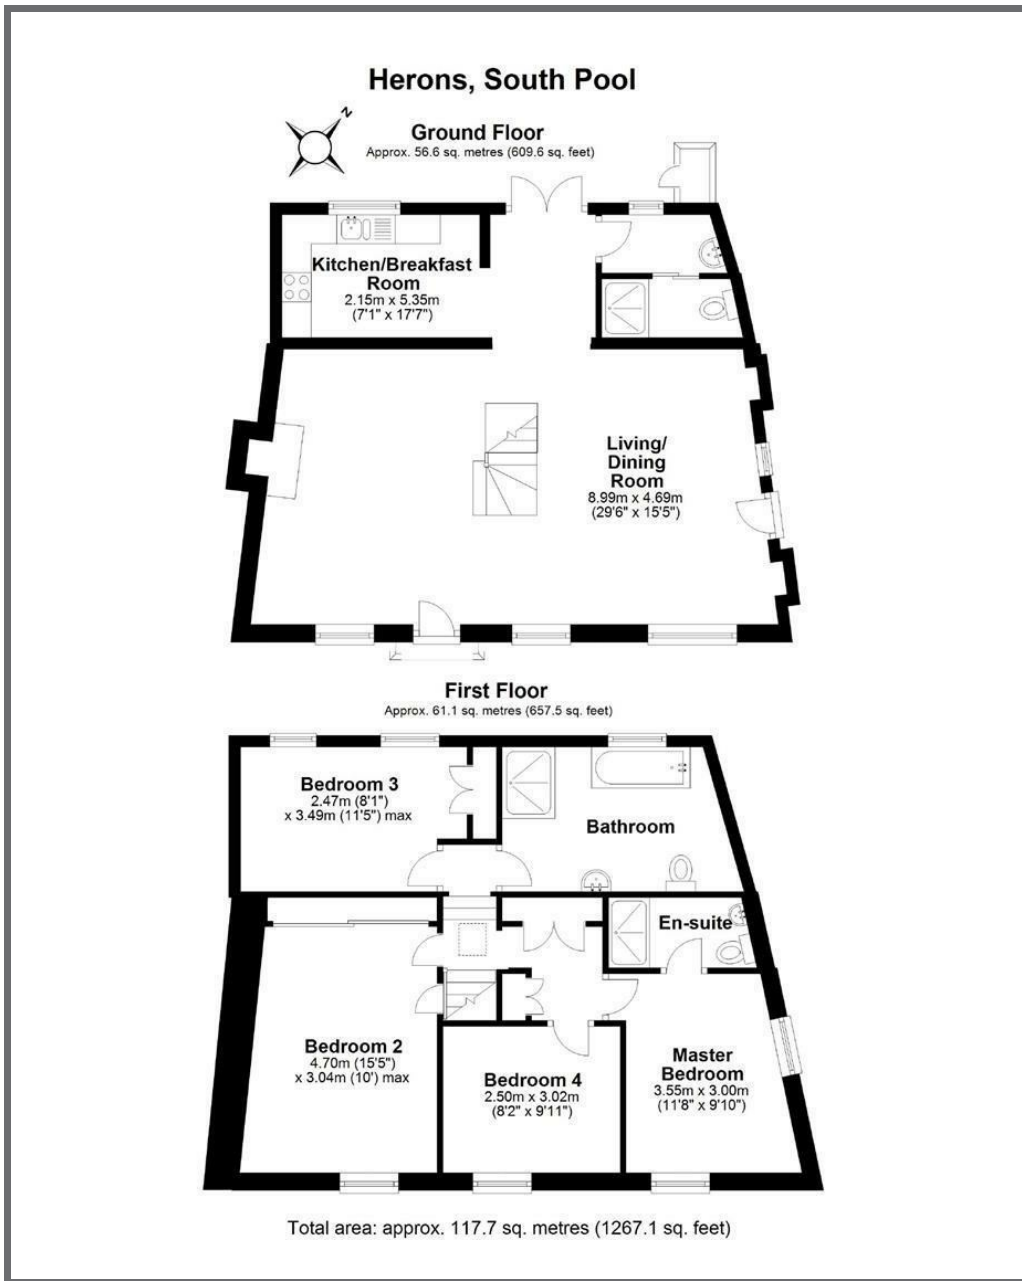 Herons, South Pool
N
Ground Floor
Approx. 56.6 sq. metres (609.6 sq. feet)
Kitchen/Breakfast
Room
2.15m x 5.35m
(7'1" x 17'7")
Living/
Dining
Room
8.99m x 4.69m
(29'6" x 15'5")
First Floor
Approx. 61.1 sq. metres (657.5 sq. feet)
Bedroom 3
2.47m (8'1")
x 3.49m (11'5") max
Bathroom
En-suite
Bedroom 2
4.70m (15'5")
x 3.04m (10') max
Bedroom 4
2.50m x 3.02m
(8'2" x 9'11")
Master
Bedroom
3.55m x 3.00m
(11'8" x 9'10")
Total area: approx. 117.7 sq. metres (1267.1 sq. feet)